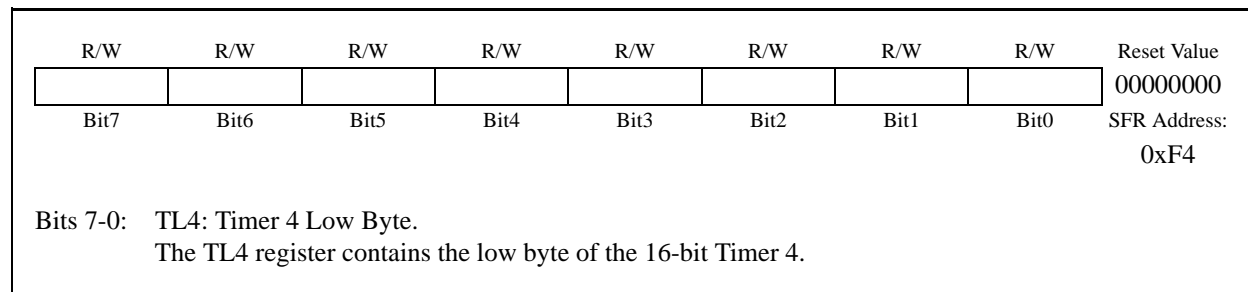 R/W R/W R/W R/W R/W R/W R/W R/W Reset Value
00000000
Bit7 Bit6 Bit5 Bit4 Bit3 Bit2 Bit1 Bit0 SFR Address:
0xF4
Bits 7-0: TL4: Timer 4 Low Byte.
The TL4 register contains the low byte of the 16-bit Timer 4.